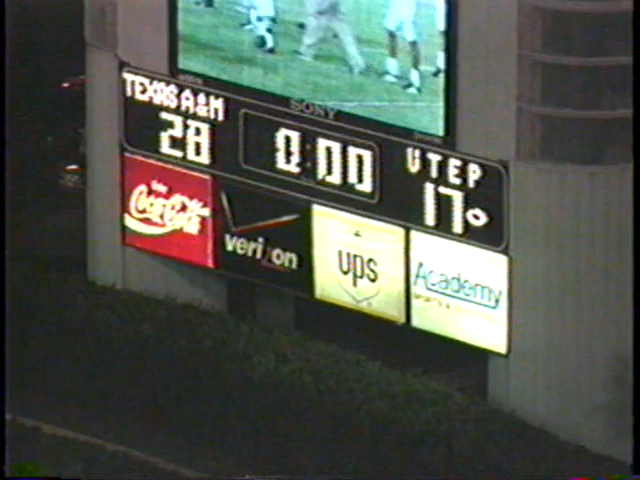 SONY
TEXAS A&M
28
0:00
UTEP
17
Coca-Cola
verizon
ups
Academy